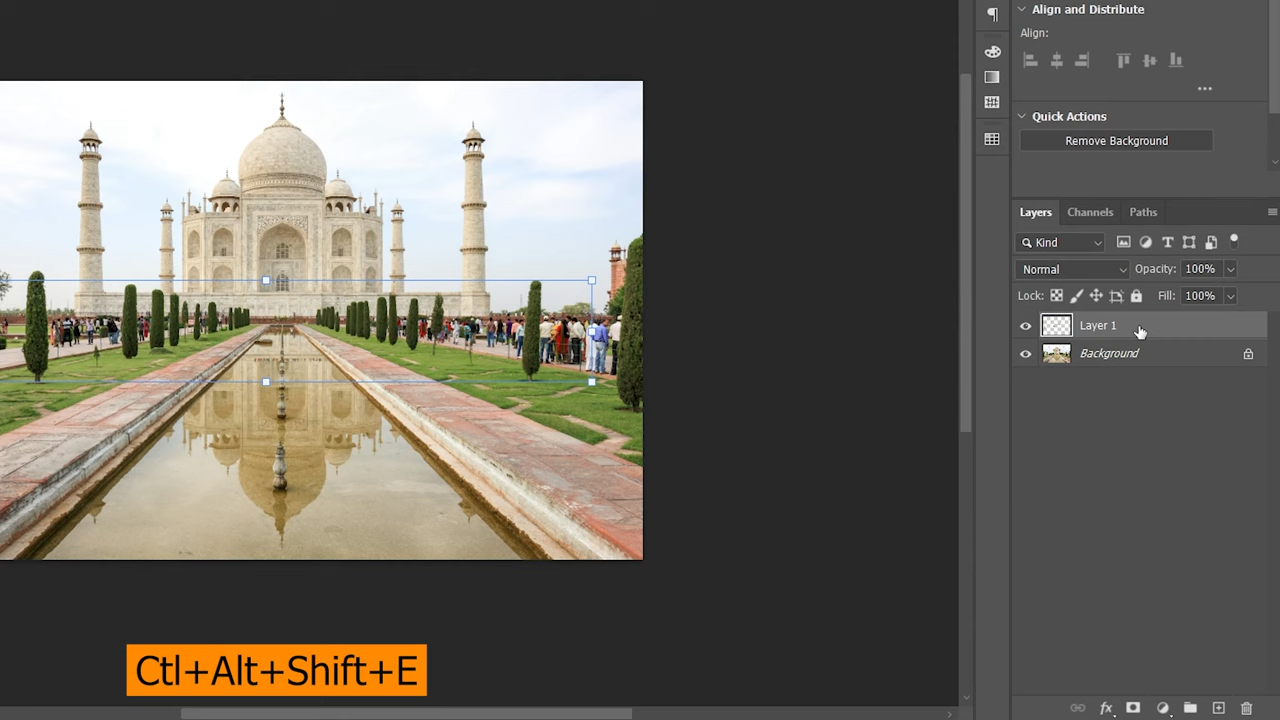 Align and Distribute
Align:
Quick Actions
Remove Background
Layers Channels Paths
Kind
Normal Opacity: 100%
Lock: Fill: 100%
Layer 1
Background
Ctl+Alt+Shift+E